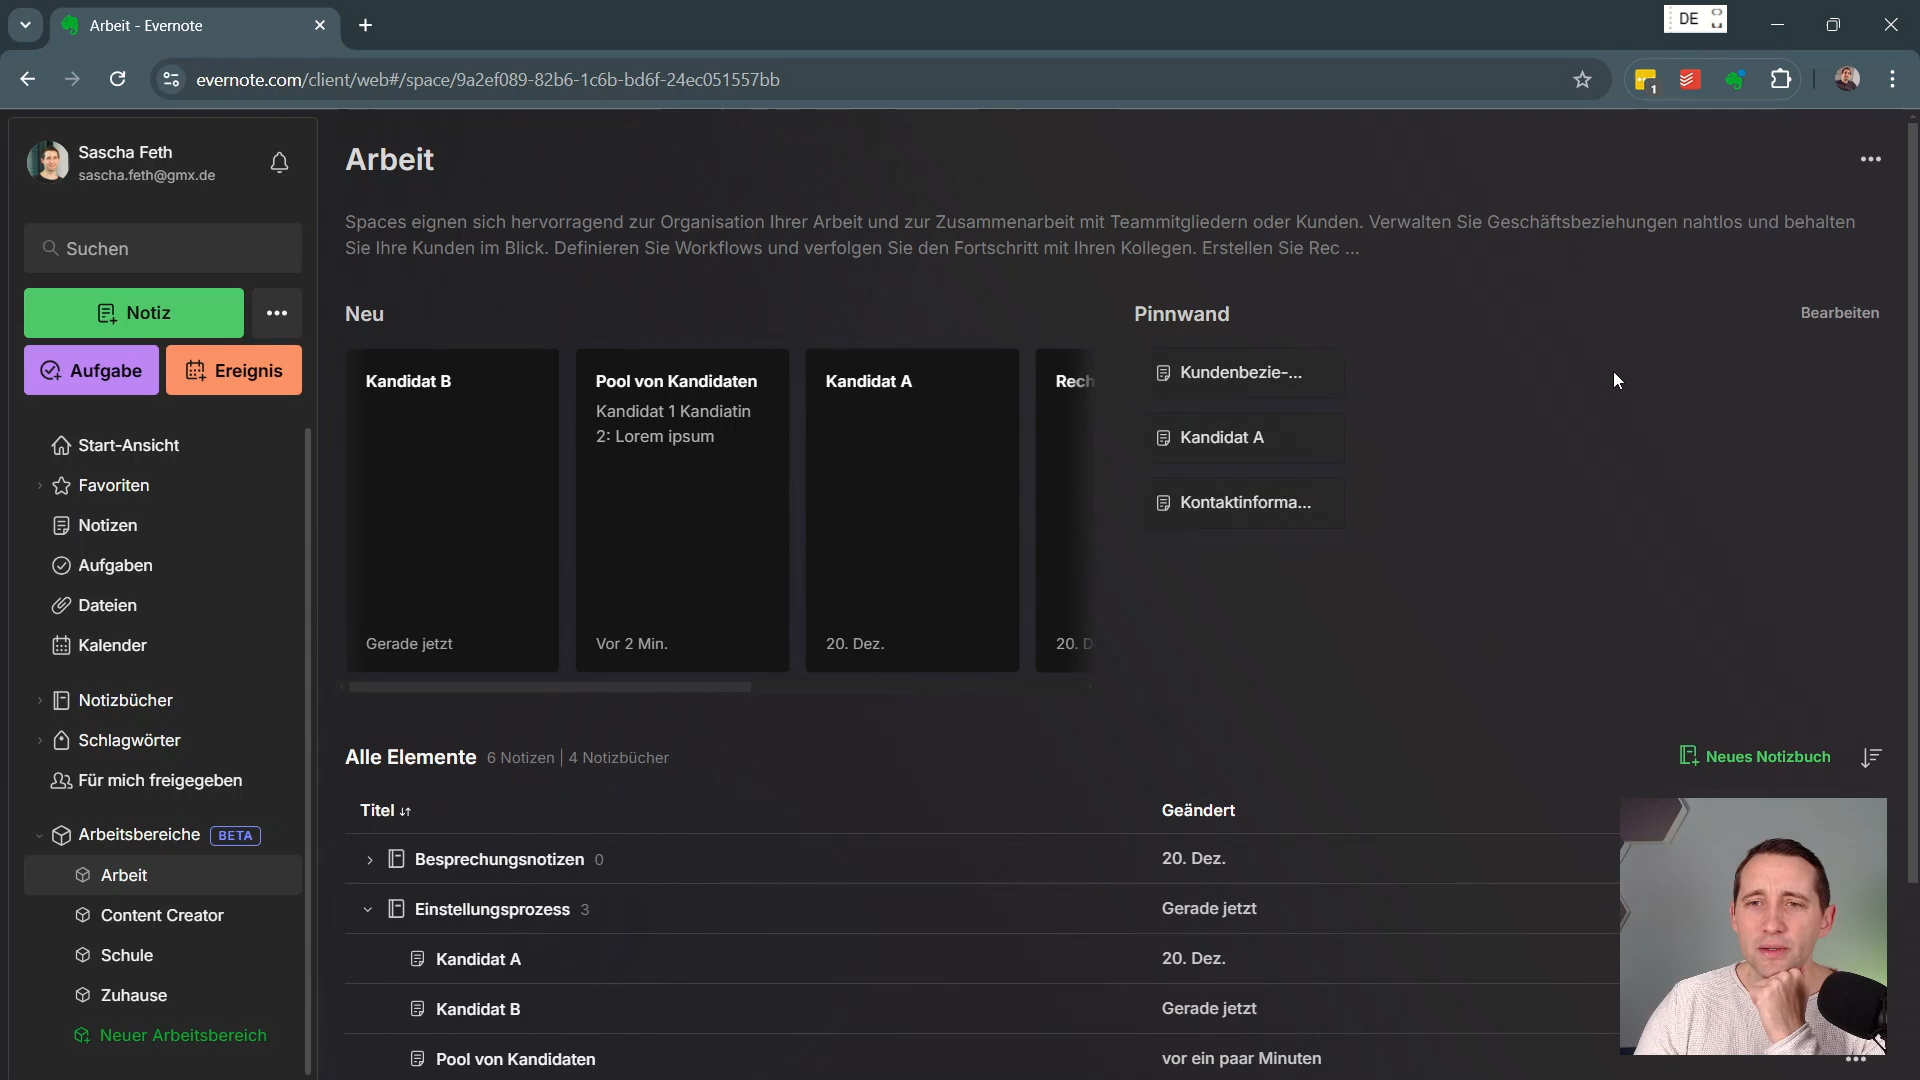 Arbeit - Evernote
DE
evernote.com/client/web#/space/9a2ef089-82b6-1c6b-bd6f-24ec051557bb
1
Sascha Feth
sascha.feth@gmx.de
Suchen
Notiz
Aufgabe
Ereignis
Start-Ansicht
Favoriten
Notizen
Aufgaben
Dateien
Kalender
Notizbücher
Schlagwörter
Für mich freigegeben
Arbeitsbereiche BETA
Arbeit
Content Creator
Schule
Zuhause
Neuer Arbeitsbereich
Arbeit
Spaces eignen sich hervorragend zur Organisation Ihrer Arbeit und zur Zusammenarbeit mit Teammitgliedern oder Kunden. Verwalten Sie Geschäftsbeziehungen nahtlos und behalten
Sie Ihre Kunden im Blick. Definieren Sie Workflows und verfolgen Sie den Fortschritt mit Ihren Kollegen. Erstellen Sie Rec ...
Neu
Kandidat B
Gerade jetzt
Pool von Kandidaten
Kandidat 1 Kandiatin
2: Lorem ipsum
Vor 2 Min.
Kandidat A
20. Dez.
Rech
20. D
Pinnwand
Bearbeiten
Kundenbezie-...
Kandidat A
Kontaktinforma...
Alle Elemente 6 Notizen | 4 Notizbücher
Neues Notizbuch
Titel
Geändert
Besprechungsnotizen 0
20. Dez.
Einstellungsprozess 3
Gerade jetzt
Kandidat A
20. Dez.
Kandidat B
Gerade jetzt
Pool von Kandidaten
vor ein paar Minuten